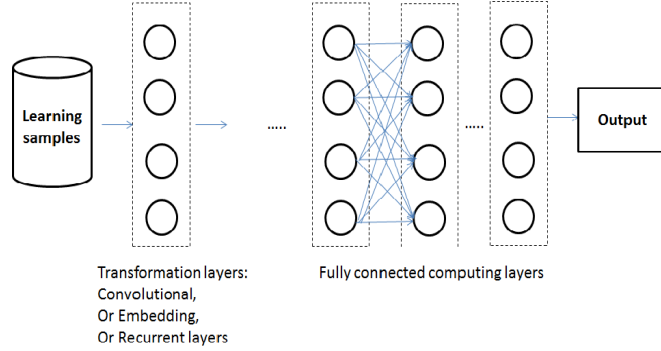 Learning
samples
.....
.....
Output
Transformation layers:
Convolutional,
Or Embedding,
Or Recurrent layers
Fully connected computing layers